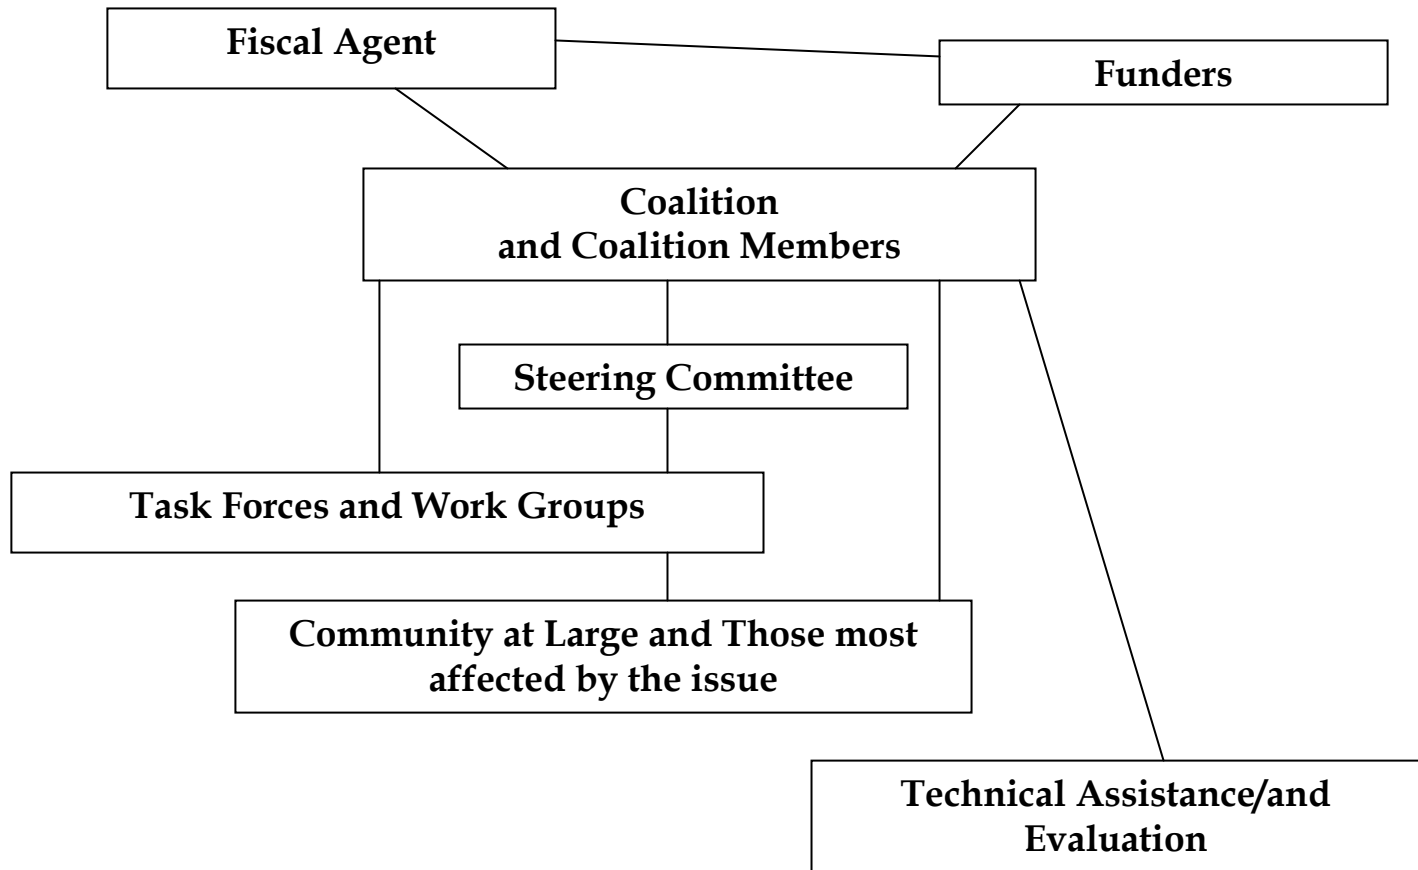 Fiscal Agent
Funders
Coalition
and Coalition Members
Steering Committee
Task Forces and Work Groups
Community at Large and Those most
affected by the issue
Technical Assistance/and
Evaluation